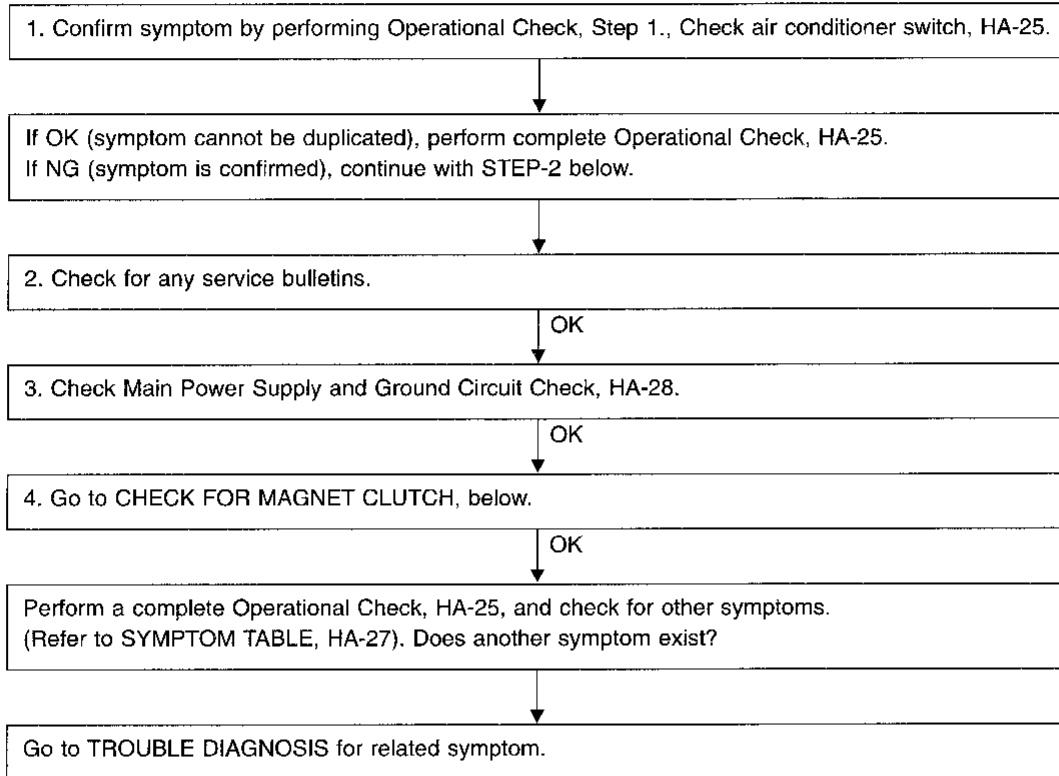 1. Confirm symptom by performing Operational Check, Step 1., Check air conditioner switch, HA-25.
If OK (symptom cannot be duplicated), perform complete Operational Check, HA-25.
If NG (symptom is confirmed), continue with STEP-2 below.
2. Check for any service bulletins.
OK
3. Check Main Power Supply and Ground Circuit Check, HA-28.
OK
4. Go to CHECK FOR MAGNET CLUTCH, below.
OK
Perform a complete Operational Check, HA-25, and check for other symptoms.
(Refer to SYMPTOM TABLE, HA-27). Does another symptom exist?
Go to TROUBLE DIAGNOSIS for related symptom.